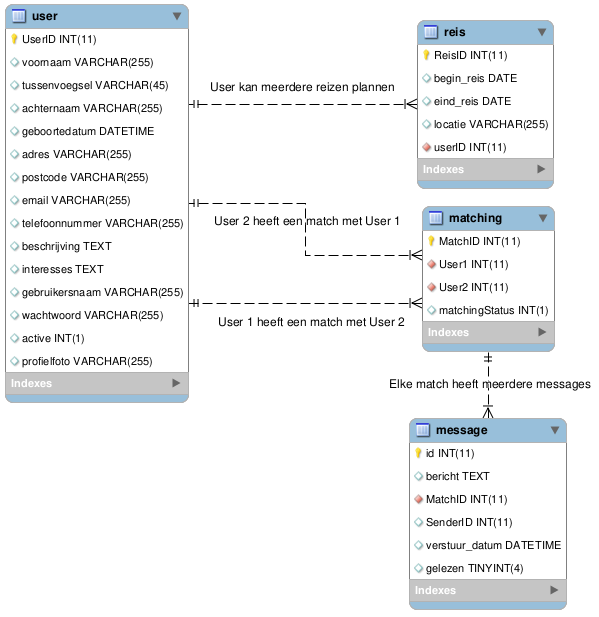 user
UserID INT(11)
voornaam VARCHAR(255)
tussenvoegsel VARCHAR(45)
achternaam VARCHAR(255)
geboortedatum DATETIME
adres VARCHAR(255)
postcode VARCHAR(255)
email VARCHAR(255)
telefoonnummer VARCHAR(255)
beschrijving TEXT
interesses TEXT
gebruikersnaam VARCHAR(255)
wachtwoord VARCHAR(255)
active INT(1)
profielfoto VARCHAR(255)
Indexes
User kan meerdere reizen plannen
User 2 heeft een match met User 1
User 1 heeft een match met User 2
reis
ReisID INT(11)
begin_reis DATE
eind_reis DATE
locatie VARCHAR(255)
userID INT(11)
Indexes
matching
MatchID INT(11)
User1 INT(11)
User2 INT(11)
matchingStatus INT(1)
Indexes
Elke match heeft meerdere messages
message
id INT(11)
bericht TEXT
MatchID INT(11)
SenderID INT(11)
verstuur_datum DATETIME
gelezen TINYINT(4)
Indexes